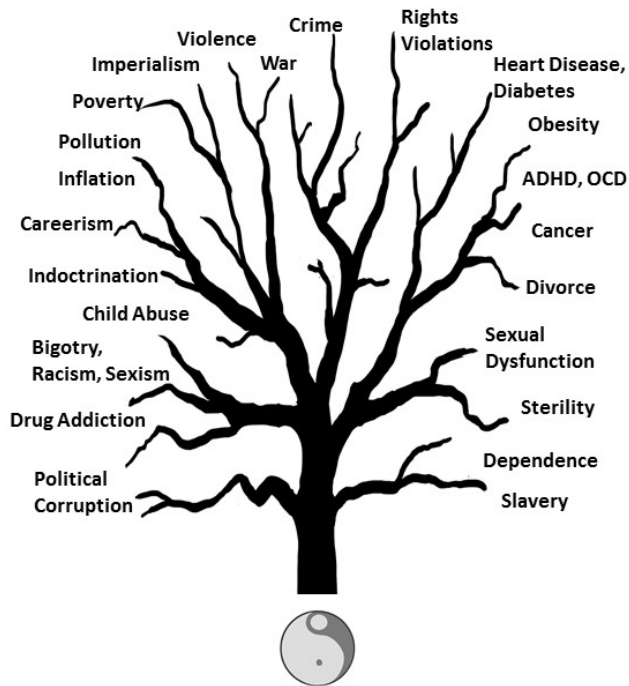 Rights
Violations
Crime
Violence
War
Imperialism
Heart Disease,
Diabetes
Poverty
Obesity
Pollution
Inflation
ADHD, OCD
Careerism
Cancer
Indoctrination
Divorce
Child Abuse
Sexual
Dysfunction
Bigotry,
Racism, Sexism
Sterility
Drug Addiction
Dependence
Political
Corruption
Slavery